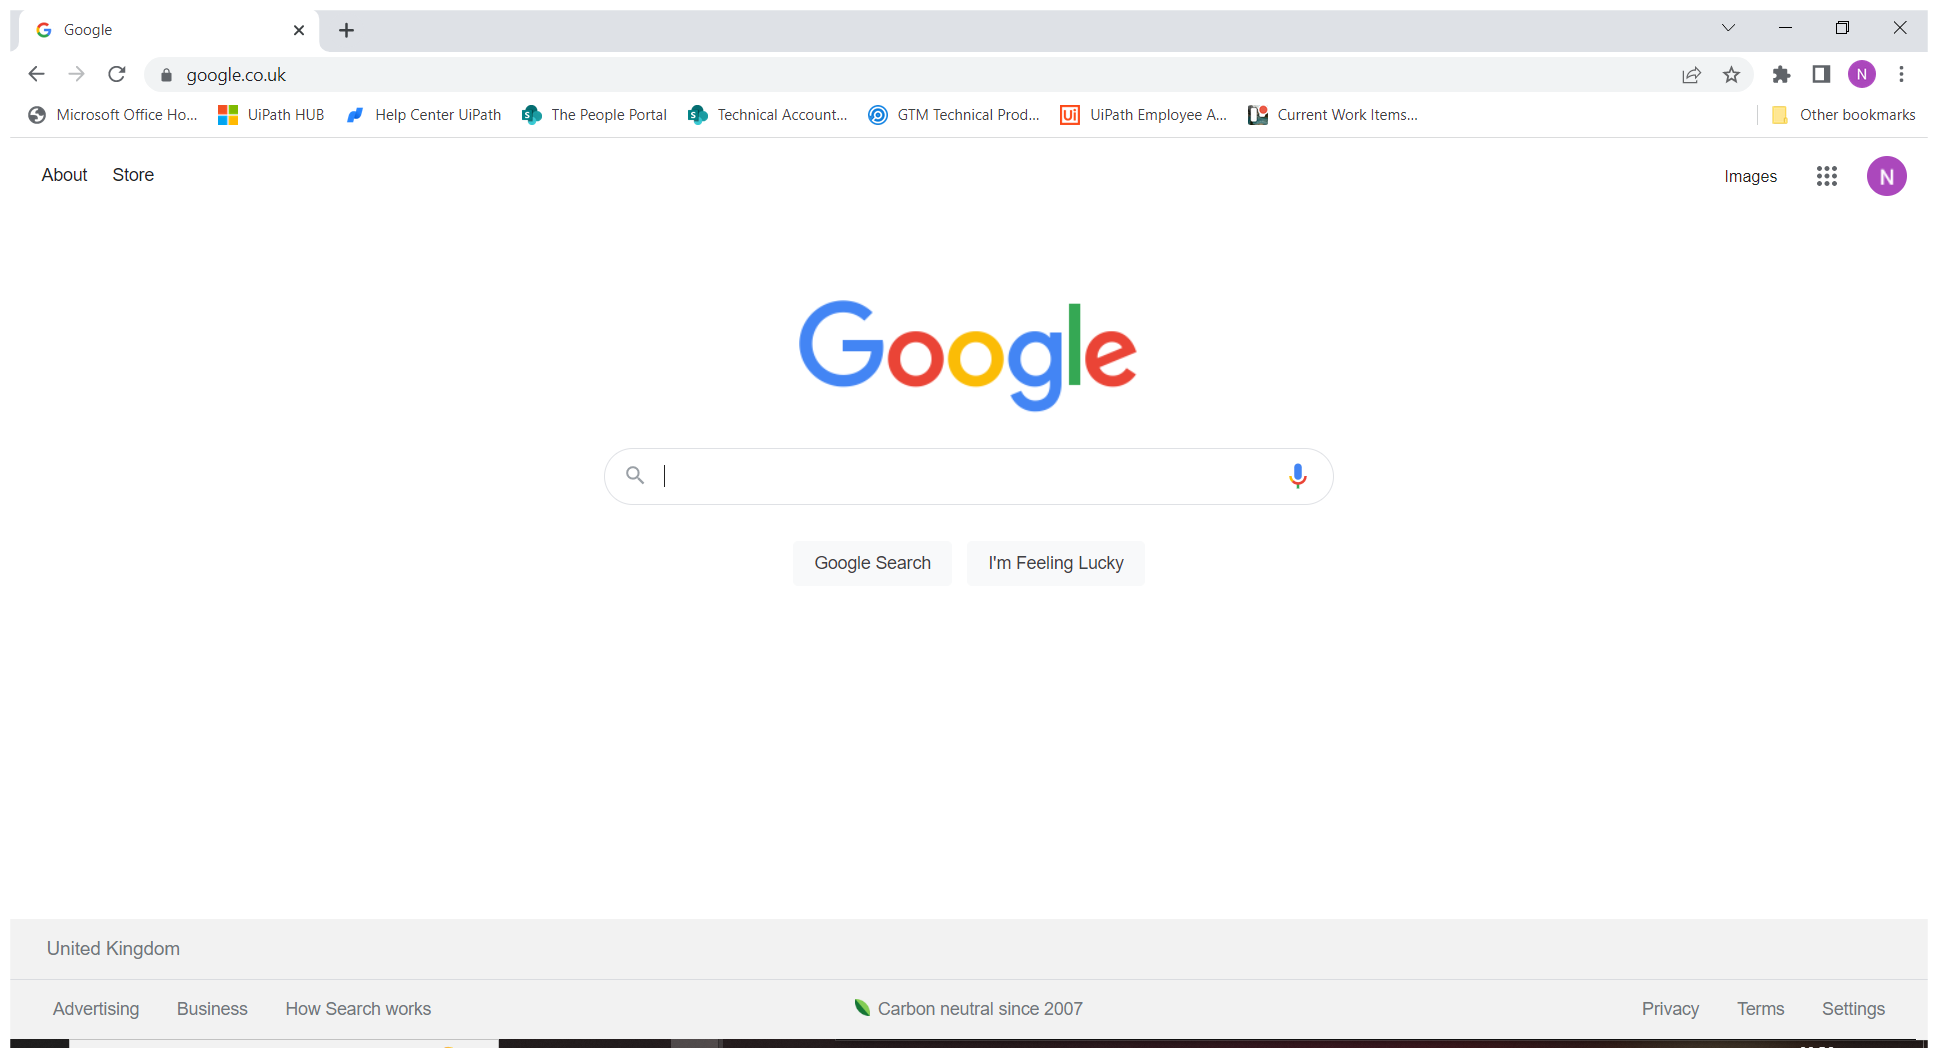 Google
google.co.uk
N
Microsoft Office Ho...
UiPath HUB
Help Center UiPath
The People Portal
Technical Account...
GTM Technical Prod...
UiPath Employee A...
Current Work Items...
Other bookmarks
About
Store
Images
N
Google
Google Search
I'm Feeling Lucky
United Kingdom
Advertising
Business
How Search works
Carbon neutral since 2007
Privacy
Terms
Settings